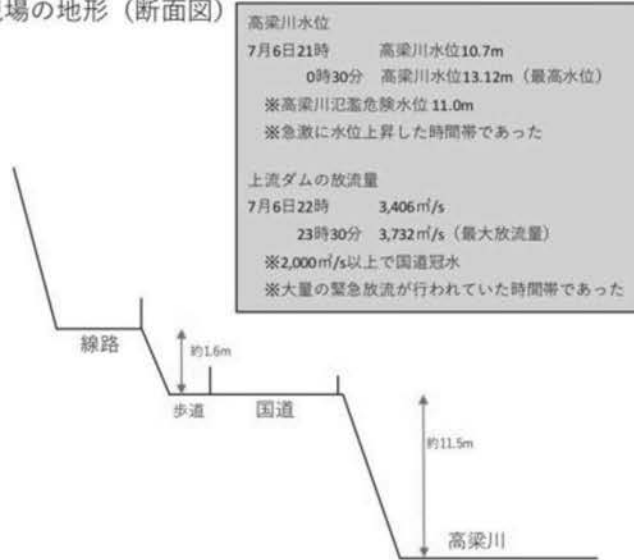 場の地形（断面図）
高梁川水位
7月6日21時　高梁川水位10.7m
0時30分　高梁川水位13.12m（最高水位）
※高梁川氾濫危険水位 11.0m
※急激に水位上昇した時間帯であった
上流ダムの放流量
7月6日22時　3,406㎥/s
23時30分　3,732㎥/s（最大放流量）
※2,000㎥/s以上で国道冠水
※大量の緊急放流が行われていた時間帯であった
線路
約1.6m
歩道
国道
約11.5m
高梁川